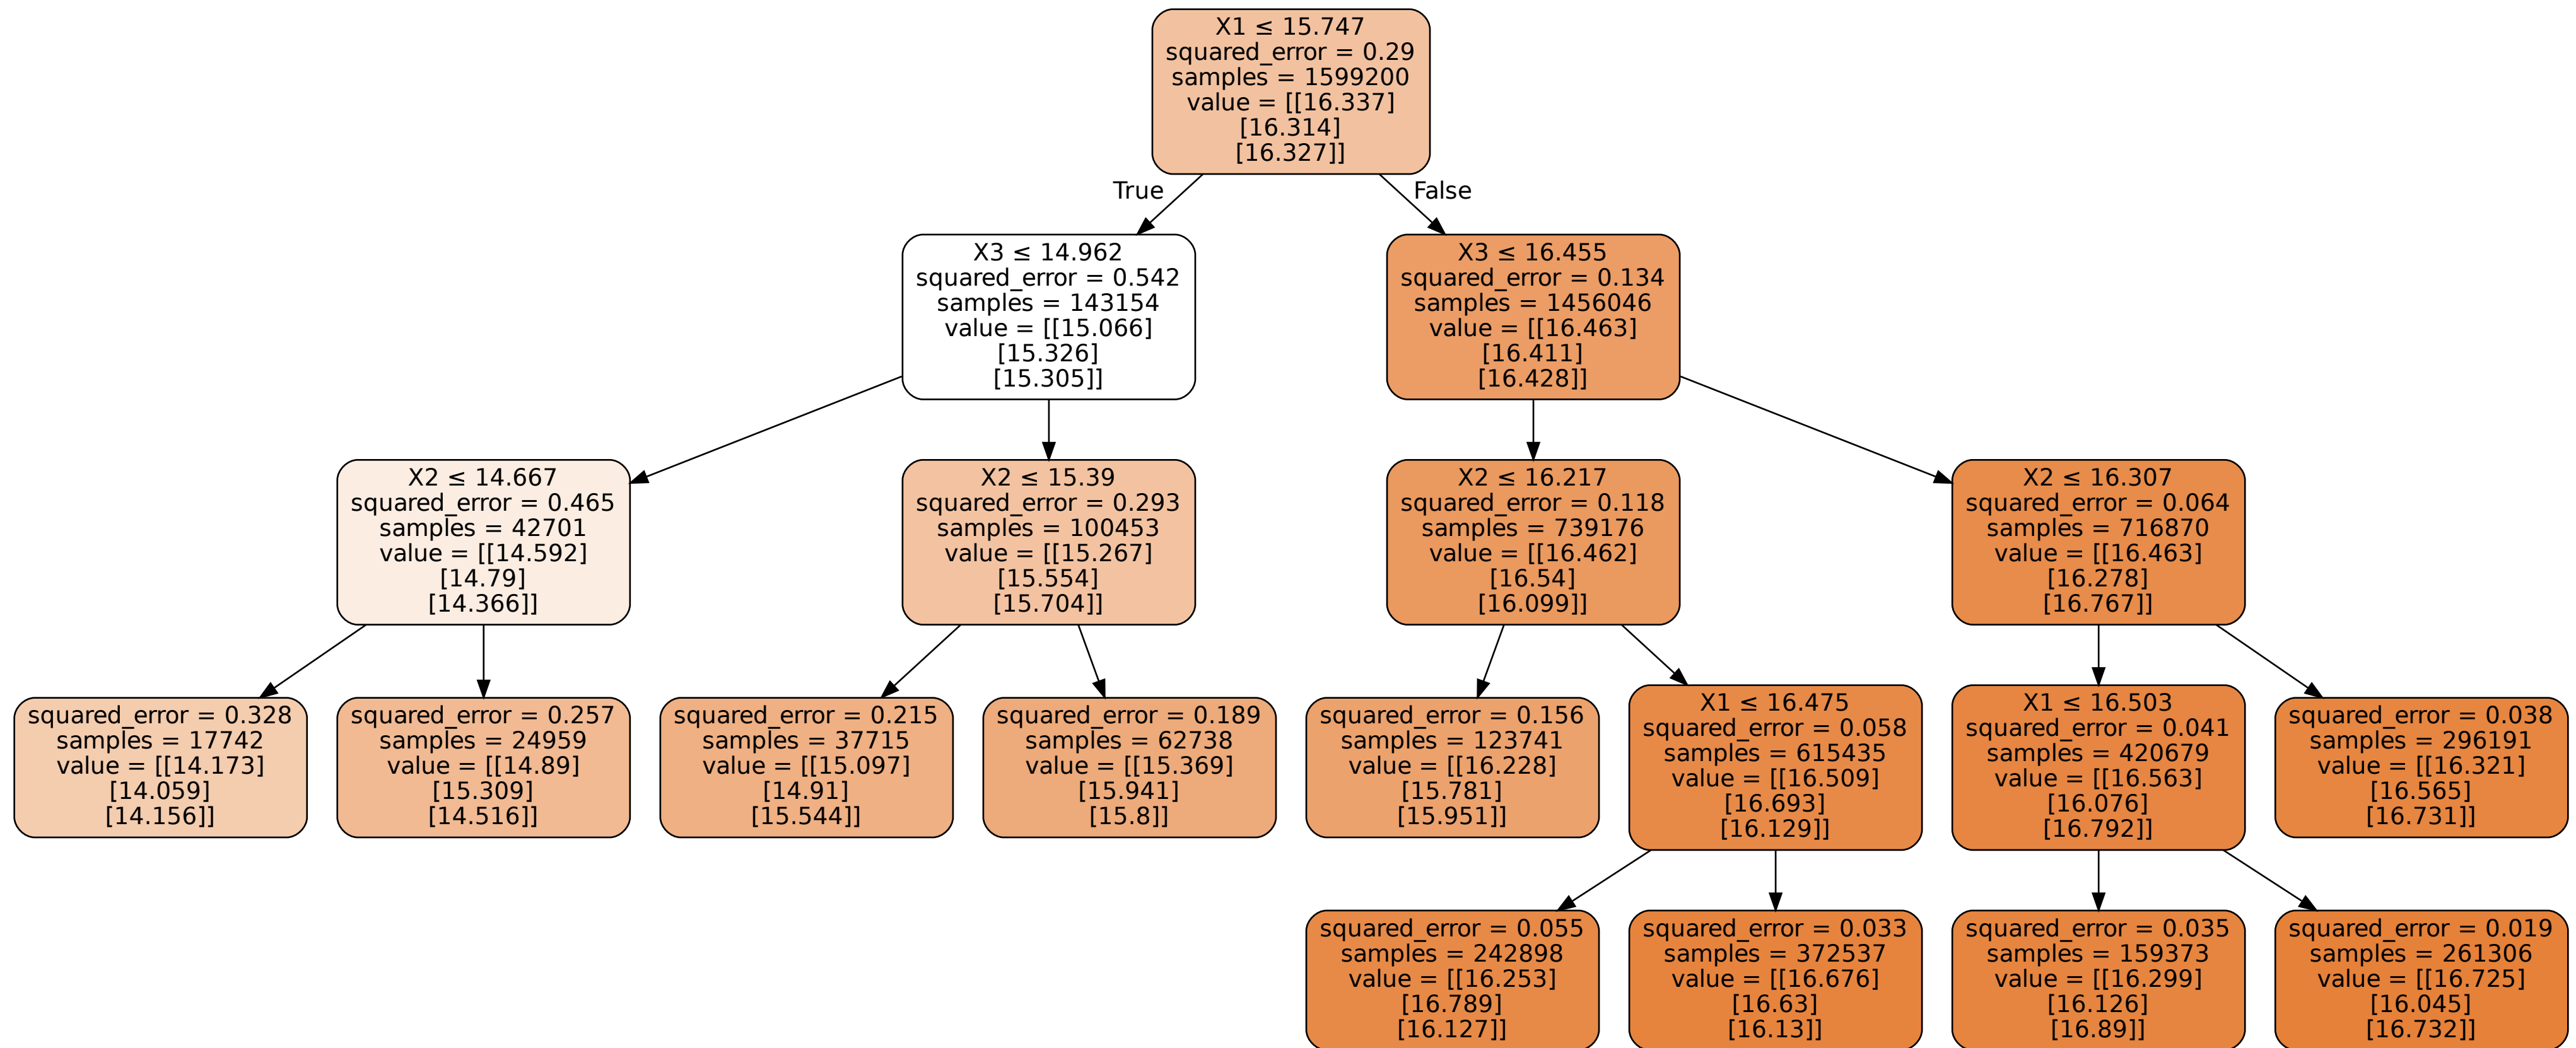 X1 ≤ 15.747
squared_error = 0.29
samples = 1599200
value = [[16.337]
[16.314]
[16.327]]
True
False
X3 ≤ 14.962
squared_error = 0.542
samples = 143154
value = [[15.066]
[15.326]
[15.305]]
X3 ≤ 16.455
squared_error = 0.134
samples = 1456046
value = [[16.463]
[16.411]
[16.428]]
X2 ≤ 14.667
squared_error = 0.465
samples = 42701
value = [[14.592]
[14.79]
[14.366]]
X2 ≤ 15.39
squared_error = 0.293
samples = 100453
value = [[15.267]
[15.554]
[15.704]]
X2 ≤ 16.217
squared_error = 0.118
samples = 739176
value = [[16.462]
[16.54]
[16.099]]
X2 ≤ 16.307
squared_error = 0.064
samples = 716870
value = [[16.463]
[16.278]
[16.767]]
squared_error = 0.328
samples = 17742
value = [[14.173]
[14.059]
[14.156]]
squared_error = 0.257
samples = 24959
value = [[14.89]
[15.309]
[14.516]]
squared_error = 0.215
samples = 37715
value = [[15.097]
[14.91]
[15.544]]
squared_error = 0.189
samples = 62738
value = [[15.369]
[15.941]
[15.8]]
squared_error = 0.156
samples = 123741
value = [[16.228]
[15.781]
[15.951]]
X1 ≤ 16.475
squared_error = 0.058
samples = 615435
value = [[16.509]
[16.693]
[16.129]]
X1 ≤ 16.503
squared_error = 0.041
samples = 420679
value = [[16.563]
[16.076]
[16.792]]
squared_error = 0.038
samples = 296191
value = [[16.321]
[16.565]
[16.731]]
squared_error = 0.055
samples = 242898
value = [[16.253]
[16.789]
[16.127]]
squared_error = 0.033
samples = 372537
value = [[16.676]
[16.63]
[16.13]]
squared_error = 0.035
samples = 159373
value = [[16.299]
[16.126]
[16.89]]
squared_error = 0.019
samples = 261306
value = [[16.725]
[16.045]
[16.732]]